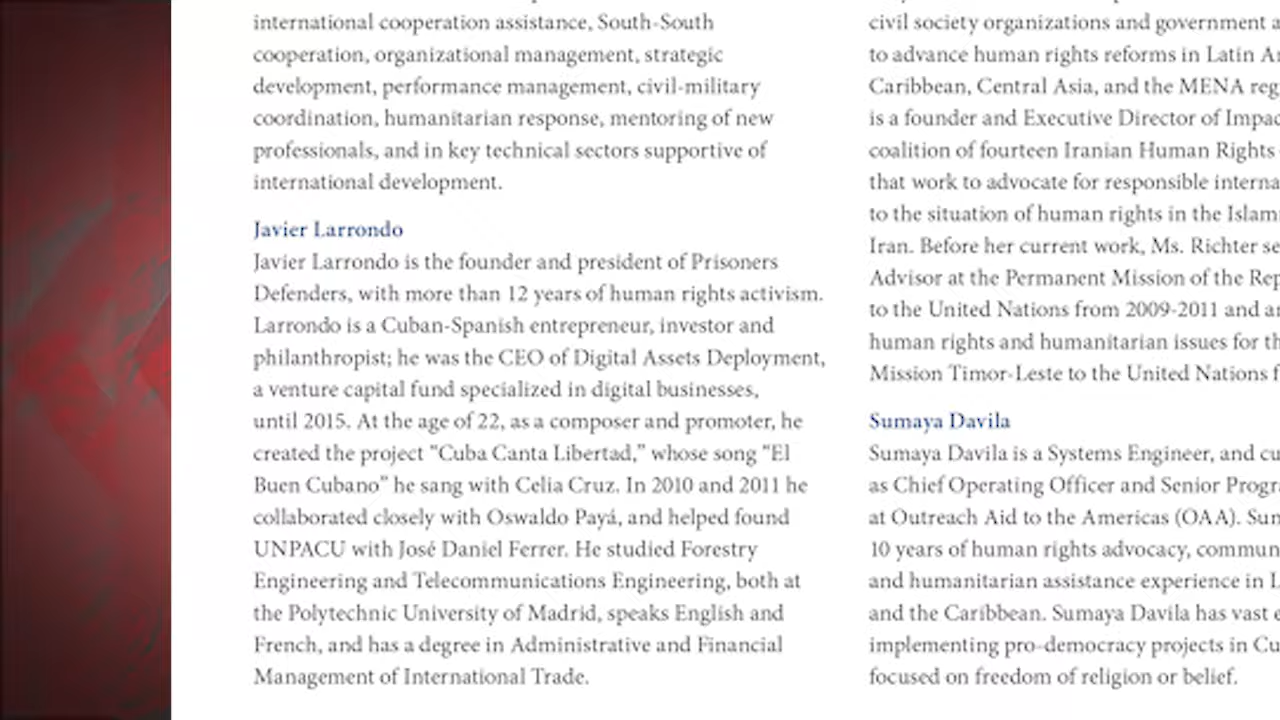 international cooperation assistance, South-South
cooperation, organizational management, strategic
development, performance management, civil-military
coordination, humanitarian response, mentoring of new
professionals, and in key technical sectors supportive of
international development.
Javier Larrondo
Javier Larrondo is the founder and president of Prisoners
Defenders, with more than 12 years of human rights activism.
Larrondo is a Cuban-Spanish entrepreneur, investor and
philanthropist; he was the CEO of Digital Assets Deployment,
a venture capital fund specialized in digital businesses,
until 2015. At the age of 22, as a composer and promoter, he
created the project “Cuba Canta Libertad,” whose song “El
Buen Cubano” he sang with Celia Cruz. In 2010 and 2011 he
collaborated closely with Oswaldo Payá, and helped found
UNPACU with José Daniel Ferrer. He studied Forestry
Engineering and Telecommunications Engineering, both at
the Polytechnic University of Madrid, speaks English and
French, and has a degree in Administrative and Financial
Management of International Trade.
civil society organizations and government
to advance human rights reforms in Latin
Caribbean, Central Asia, and the MENA
is a founder and Executive Director of
coalition of fourteen Iranian Human Rights
that work to advocate for responsible
to the situation of human rights in the
Iran. Before her current work, Ms. Richter
Advisor at the Permanent Mission of the
to the United Nations from 2009-2011 and
human rights and humanitarian issues for
Mission Timor-Leste to the United Nations
Sumaya Davila
Sumaya Davila is a Systems Engineer, and
as Chief Operating Officer and Senior
at Outreach Aid to the Americas (OAA).
10 years of human rights advocacy,
and humanitarian assistance experience in
and the Caribbean. Sumaya Davila has vast
implementing pro-democracy projects in
focused on freedom of religion or belief.